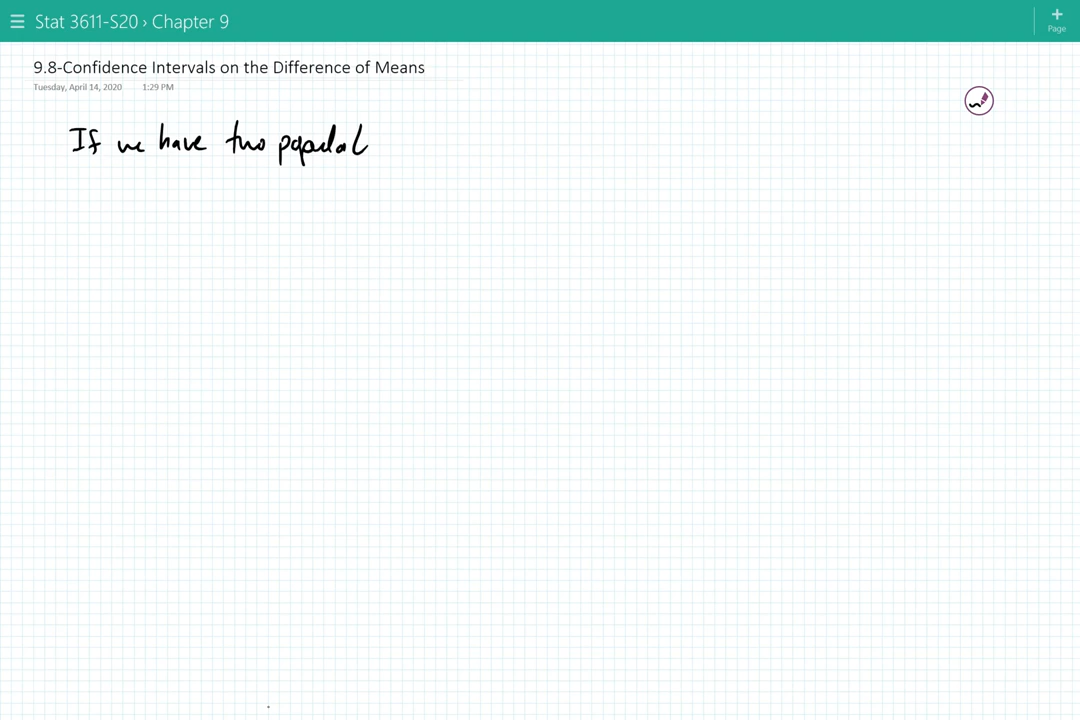 Stat 3611-S20 › Chapter 9
Page
9.8-Confidence Intervals on the Difference of Means
Tuesday, April 14, 2020 1:29 PM
If we have two